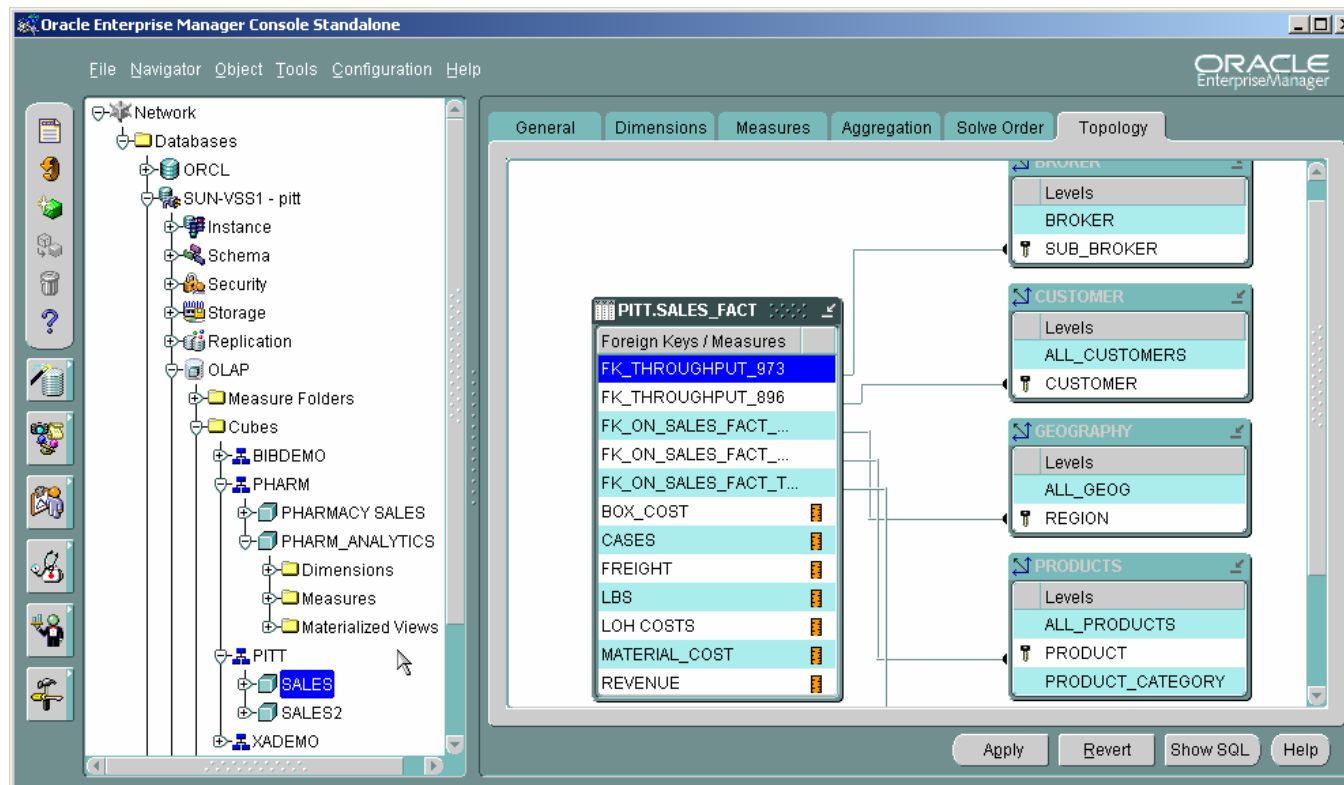 Oracle Enterprise Manager Console Standalone
File Navigator Object Tools Configuration Help
ORACLE
EnterpriseManager
Network
Databases
ORCL
SUN-VSS1 - pitt
Instance
Schema
Security
Storage
Replication
OLAP
Measure Folders
Cubes
BIBDEMO
PHARM
PHARMACY SALES
PHARM_ANALYTICS
Dimensions
Measures
Materialized Views
PITT
SALES
SALES2
XADEMO
General Dimensions Measures Aggregation Solve Order Topology
PITT.SALES_FACT
Foreign Keys / Measures
FK_THROUGHPUT_973
FK_THROUGHPUT_896
FK_ON_SALES_FACT_...
FK_ON_SALES_FACT_...
FK_ON_SALES_FACT_T...
BOX_COST
CASES
FREIGHT
LBS
LOH COSTS
MATERIAL_COST
REVENUE
BROKER
Levels
BROKER
SUB_BROKER
CUSTOMER
Levels
ALL_CUSTOMERS
CUSTOMER
GEOGRAPHY
Levels
ALL_GEOG
REGION
PRODUCTS
Levels
ALL_PRODUCTS
PRODUCT
PRODUCT_CATEGORY
Apply Revert Show SQL Help